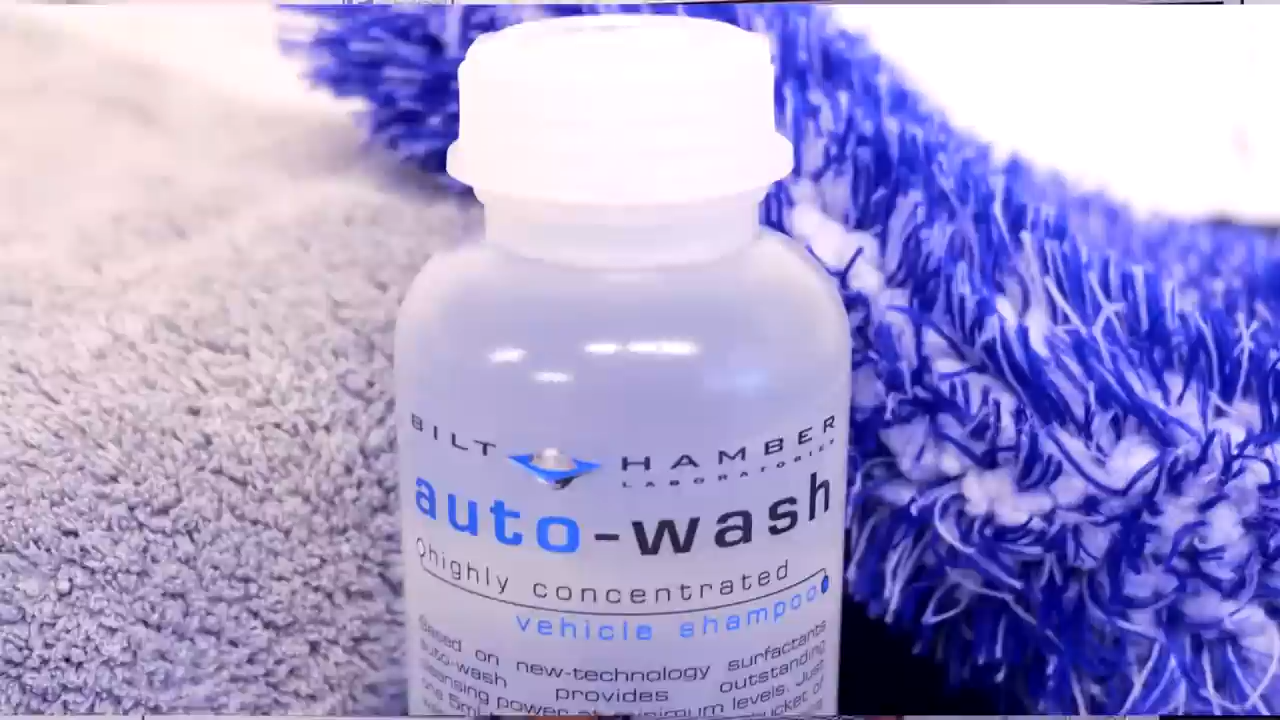 BILT HAMBER
LABORATORIES
auto-wash
highly concentrated
vehicle shampoo
Based on new-technology surfactants
auto-wash provides outstanding
cleansing power at minimum levels. Just